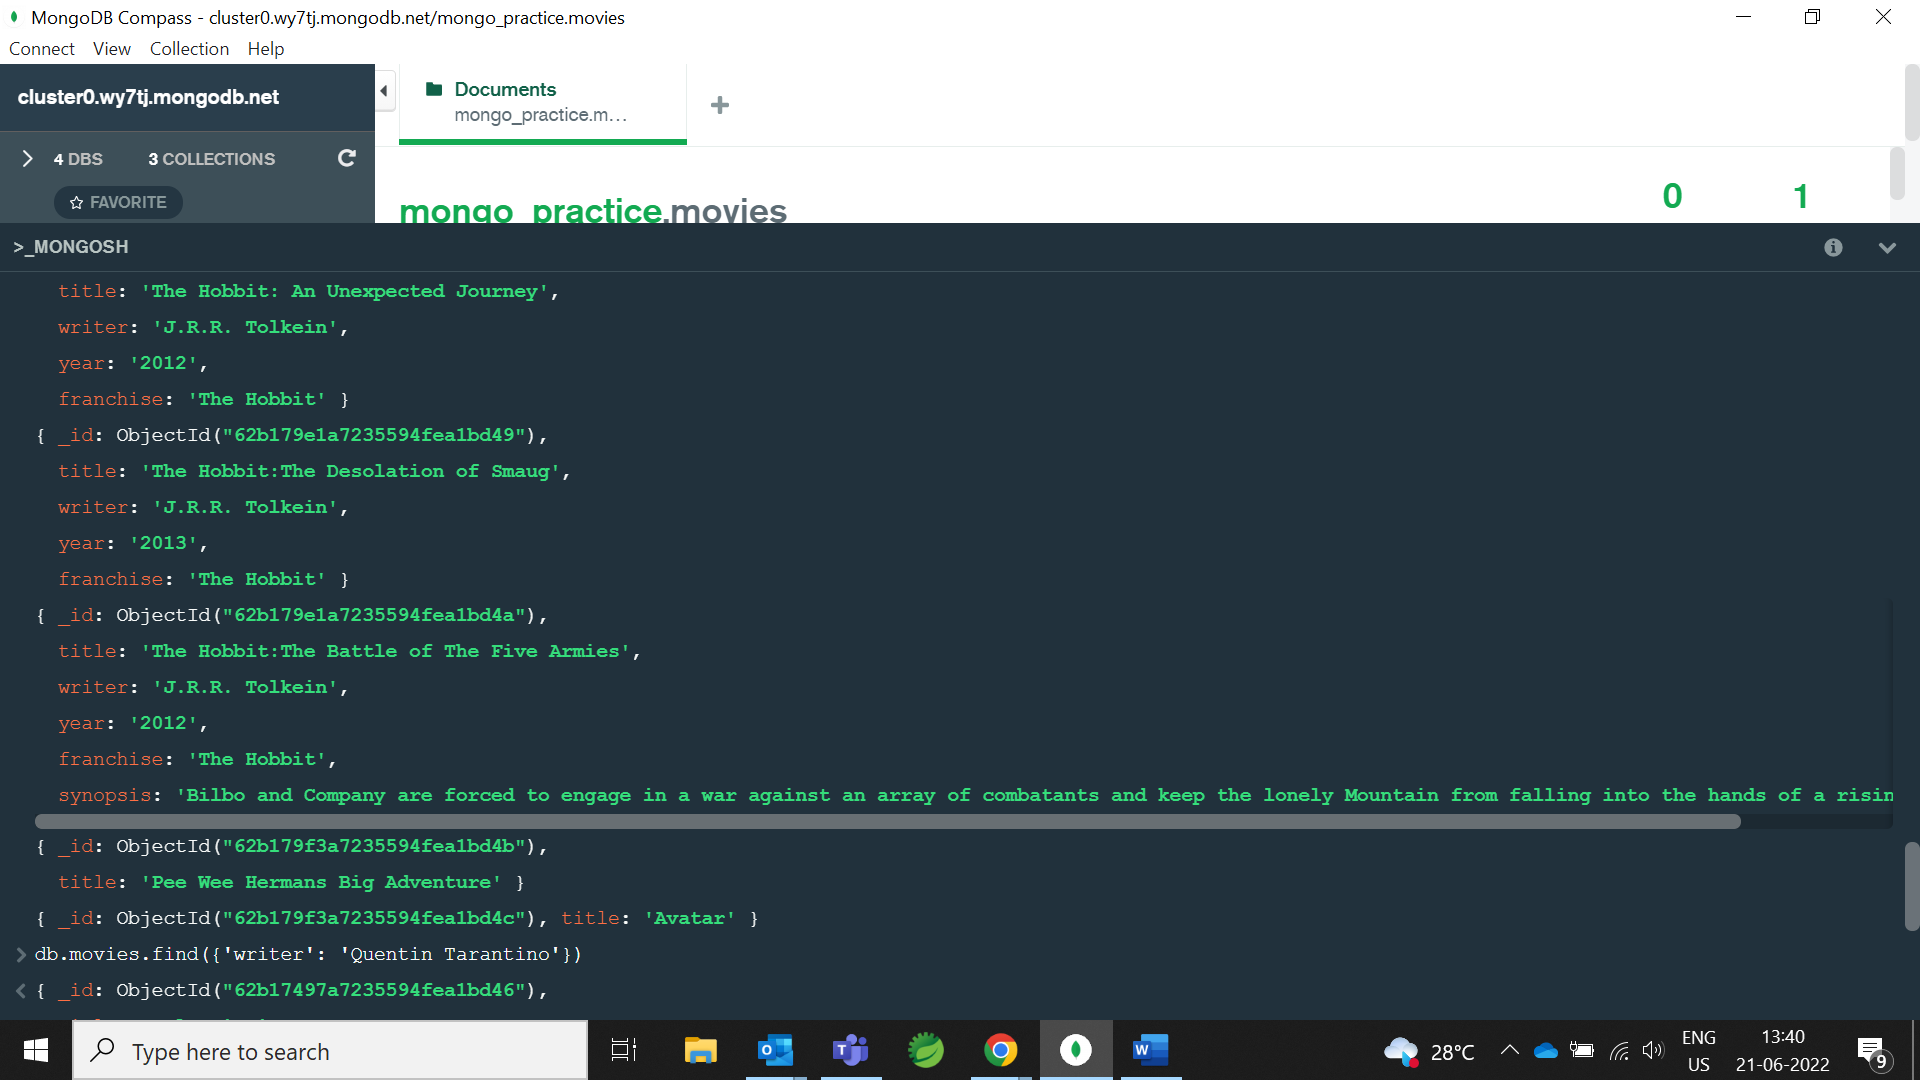 MongoDB Compass - cluster0.wy7tj.mongodb.net/mongo_practice.movies
Connect View Collection Help
cluster0.wy7tj.mongodb.net
Documents
mongo_practice.m...
4 DBS 3 COLLECTIONS
FAVORITE
mongo_practice.movies
0 1
>_MONGOSH
title: 'The Hobbit: An Unexpected Journey',
writer: 'J.R.R. Tolkein',
year: '2012',
franchise: 'The Hobbit' }
{ _id: ObjectId("62b179e1a7235594fea1bd49"),
title: 'The Hobbit:The Desolation of Smaug',
writer: 'J.R.R. Tolkein',
year: '2013',
franchise: 'The Hobbit' }
{ _id: ObjectId("62b179e1a7235594fea1bd4a"),
title: 'The Hobbit:The Battle of The Five Armies',
writer: 'J.R.R. Tolkein',
year: '2012',
franchise: 'The Hobbit',
synopsis: 'Bilbo and Company are forced to engage in a war against an array of combatants and keep the lonely Mountain from falling into the hands of a risin
{ _id: ObjectId("62b179f3a7235594fea1bd4b"),
title: 'Pee Wee Hermans Big Adventure' }
{ _id: ObjectId("62b179f3a7235594fea1bd4c"), title: 'Avatar' }
> db.movies.find({'writer': 'Quentin Tarantino'})
< { _id: ObjectId("62b17497a7235594fea1bd46"),
Type here to search
28°C
ENG
US
13:40
21-06-2022
9